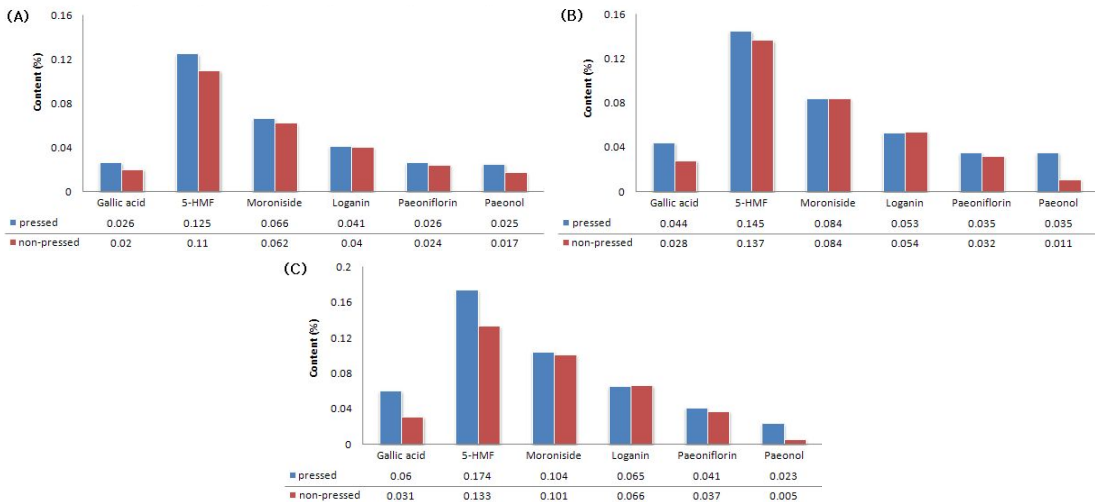 (A)
Content (%)
0.16
0.12
0.08
0.04
0
Gallic acid 5-HMF Moroniside Loganin Paeoniflorin Paeonol
pressed 0.026 0.125 0.066 0.041 0.026 0.025
non-pressed 0.02 0.11 0.062 0.04 0.024 0.017
(B)
Content (%)
0.16
0.12
0.08
0.04
0
Gallic acid 5-HMF Moroniside Loganin Paeoniflorin Paeonol
pressed 0.044 0.145 0.084 0.053 0.035 0.035
non-pressed 0.028 0.137 0.084 0.054 0.032 0.011
(C)
Content (%)
0.2
0.16
0.12
0.08
0.04
0
Gallic acid 5-HMF Moroniside Loganin Paeoniflorin Paeonol
pressed 0.06 0.174 0.104 0.065 0.041 0.023
non-pressed 0.031 0.133 0.101 0.066 0.037 0.005